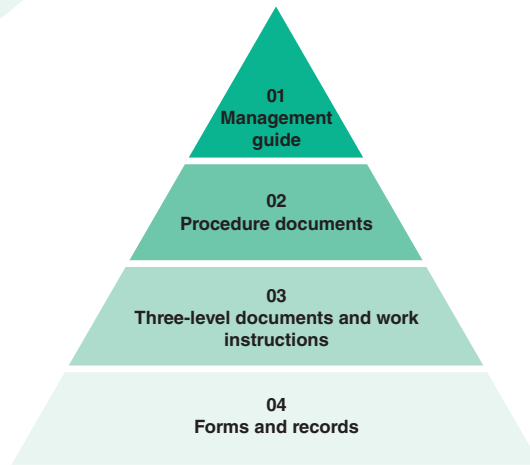 01
Management
guide
02
Procedure documents
03
Three-level documents and work
instructions
04
Forms and records